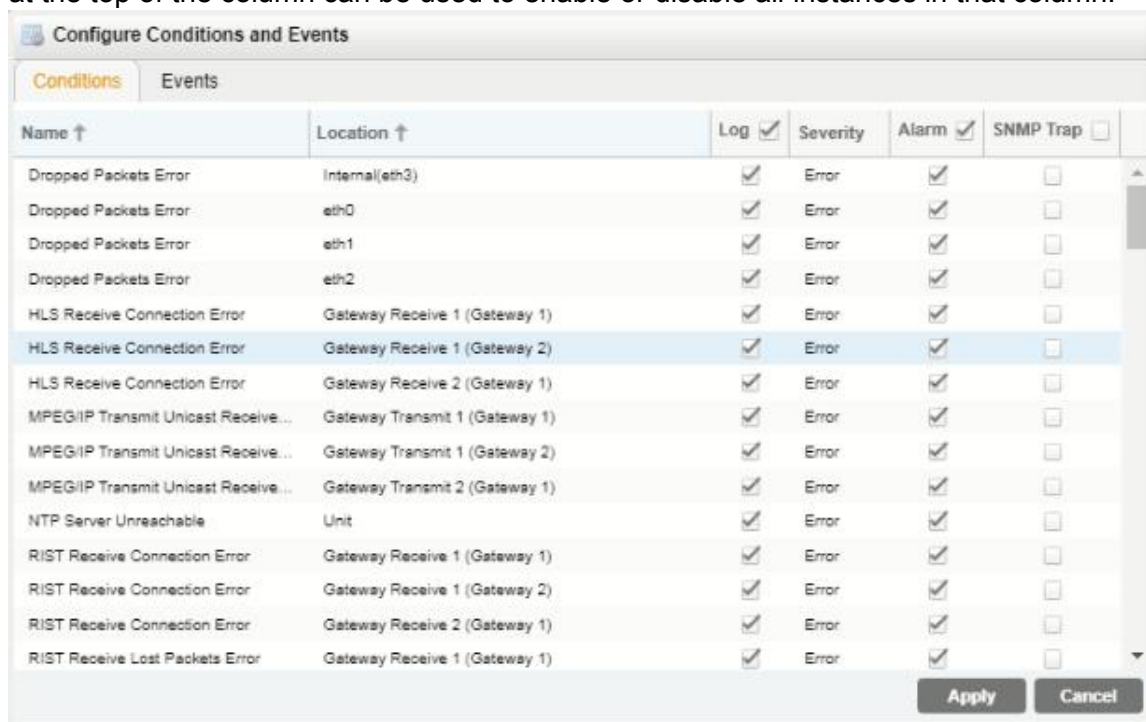 at the top of the column can be used to enable or disable all instances in that column.
Configure Conditions and Events
Conditions Events
Name ↑ Location ↑ Log Severity Alarm SNMP Trap
Dropped Packets Error Internal(eth3) Error
Dropped Packets Error eth0 Error
Dropped Packets Error eth1 Error
Dropped Packets Error eth2 Error
HLS Receive Connection Error Gateway Receive 1 (Gateway 1) Error
HLS Receive Connection Error Gateway Receive 1 (Gateway 2) Error
HLS Receive Connection Error Gateway Receive 2 (Gateway 1) Error
MPEG/IP Transmit Unicast Receive... Gateway Transmit 1 (Gateway 1) Error
MPEG/IP Transmit Unicast Receive... Gateway Transmit 1 (Gateway 2) Error
MPEG/IP Transmit Unicast Receive... Gateway Transmit 2 (Gateway 1) Error
NTP Server Unreachable Unit Error
RIST Receive Connection Error Gateway Receive 1 (Gateway 1) Error
RIST Receive Connection Error Gateway Receive 1 (Gateway 2) Error
RIST Receive Connection Error Gateway Receive 2 (Gateway 1) Error
RIST Receive Lost Packets Error Gateway Receive 1 (Gateway 1) Error
Apply Cancel